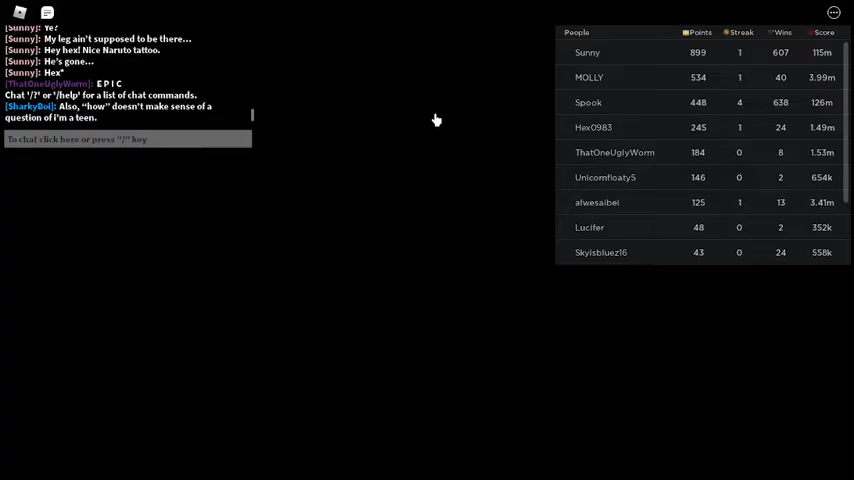 [Sunny]: Ye?
[Sunny]: My leg ain't supposed to be there...
[Sunny]: Hey hex! Nice Naruto tattoo.
[Sunny]: He's gone...
[Sunny]: Hex*
[ThatOneUglyWorm]: E P I C
Chat '/?' or '/help' for a list of chat commands.
[SharkyBoi]: Also, “how” doesn't make sense of a
question of i'm a teen.
To chat click here or press "/" key
People Points Streak Wins Score
Sunny 899 1 607 115m
MOLLY 534 1 40 3.99m
Spook 448 4 638 126m
Hex0983 245 1 24 1.49m
ThatOneUglyWorm 184 0 8 1.53m
Unicornfloaty5 146 0 2 654k
alwesaibei 125 1 13 3.41m
Lucifer 48 0 2 352k
Skyisbluez16 43 0 24 558k